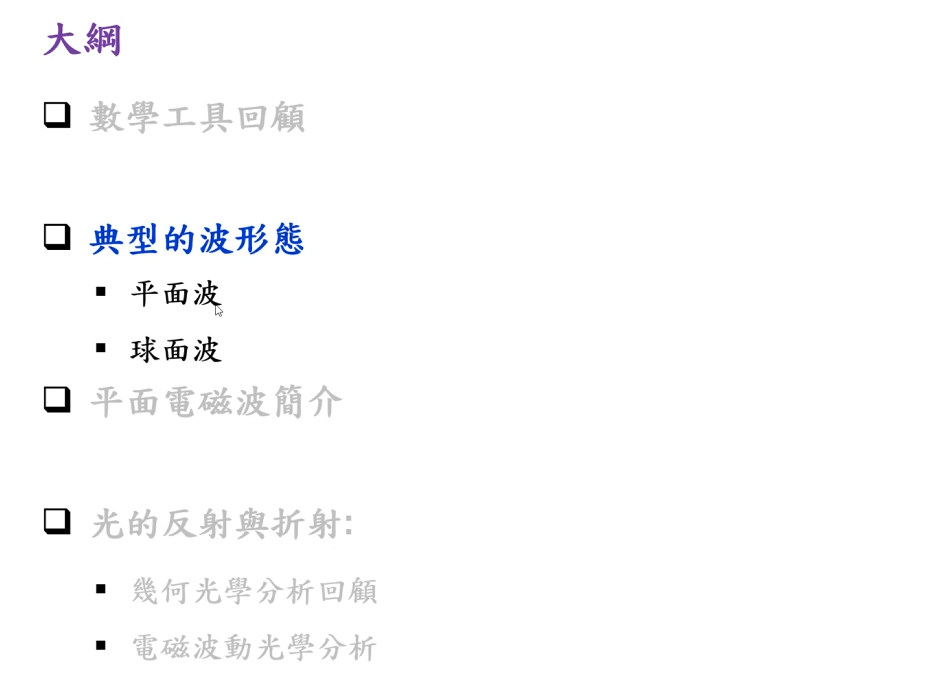 大綱
數學工具回顧
典型的波形態
平面波
球面波
平面電磁波簡介
光的反射與折射:
幾何光學分析回顧
電磁波動光學分析